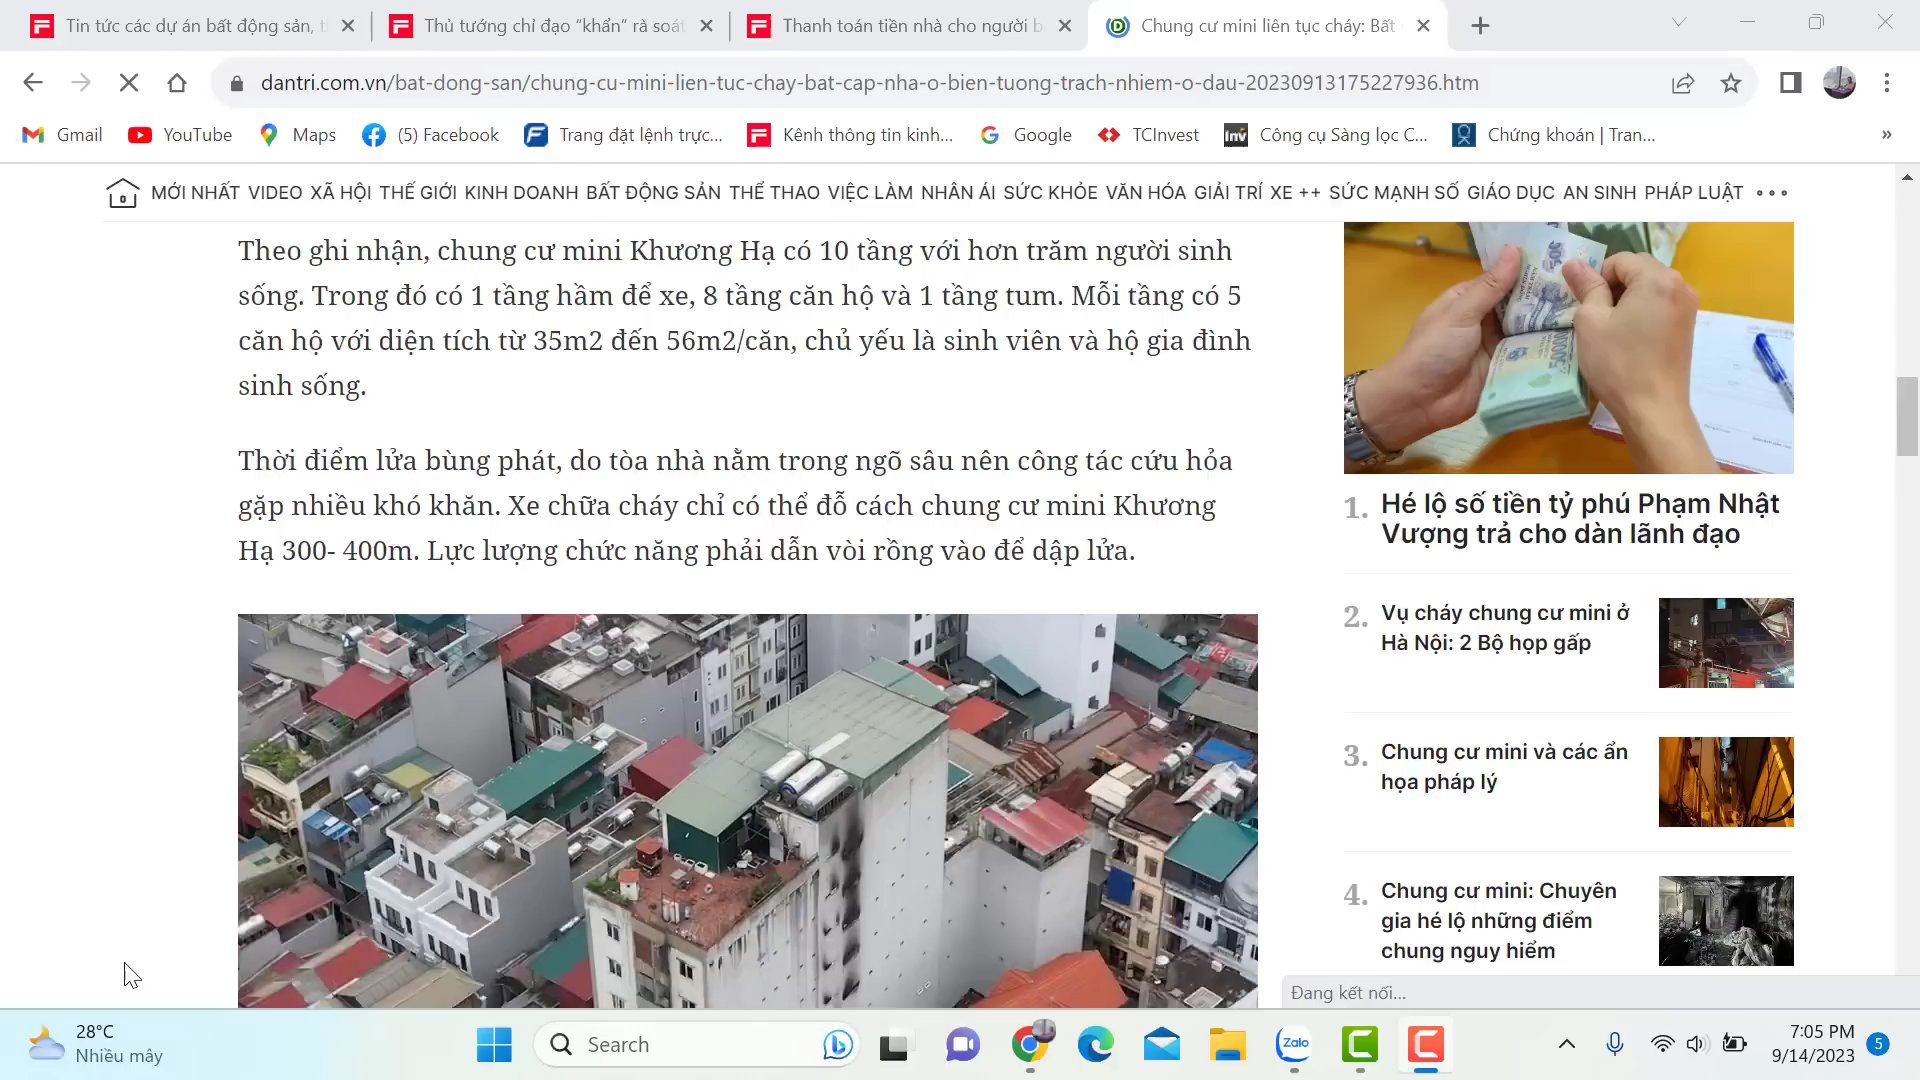 Tin tức các dự án bất động sản, t
Thủ tướng chỉ đạo “khẩn” rà soát
Thanh toán tiền nhà cho người b
Chung cư mini liên tục cháy: Bất
dantri.com.vn/bat-dong-san/chung-cu-mini-lien-tuc-chay-bat-cap-nha-o-bien-tuong-trach-nhiem-o-dau-20230913175227936.htm
Gmail
YouTube
Maps
(5) Facebook
Trang đặt lệnh trực...
Kênh thông tin kinh...
Google
TCInvest
Inv
Công cụ Sàng lọc C...
Chứng khoán | Tran...
»
MỚI NHẤT VIDEO XÃ HỘI THẾ GIỚI KINH DOANH BẤT ĐỘNG SẢN THỂ THAO VIỆC LÀM NHÂN ÁI SỨC KHỎE VĂN HÓA GIẢI TRÍ XE ++ SỨC MẠNH SỐ GIÁO DỤC AN SINH PHÁP LUẬT
Theo ghi nhận, chung cư mini Khương Hạ có 10 tầng với hơn trăm người sinh
sống. Trong đó có 1 tầng hầm để xe, 8 tầng căn hộ và 1 tầng tum. Mỗi tầng có 5
căn hộ với diện tích từ 35m2 đến 56m2/căn, chủ yếu là sinh viên và hộ gia đình
sinh sống.
Thời điểm lửa bùng phát, do tòa nhà nằm trong ngõ sâu nên công tác cứu hỏa
gặp nhiều khó khăn. Xe chữa cháy chỉ có thể đỗ cách chung cư mini Khương
Hạ 300- 400m. Lực lượng chức năng phải dẫn vòi rồng vào để dập lửa.
1. Hé lộ số tiền tỷ phú Phạm Nhật
Vượng trả cho dàn lãnh đạo
2. Vụ cháy chung cư mini ở
Hà Nội: 2 Bộ họp gấp
3. Chung cư mini và các ẩn
họa pháp lý
4. Chung cư mini: Chuyên
gia hé lộ những điểm
chung nguy hiểm
Đang kết nối...
28°C
Nhiều mây
Search
Zalo
7:05 PM
9/14/2023
5